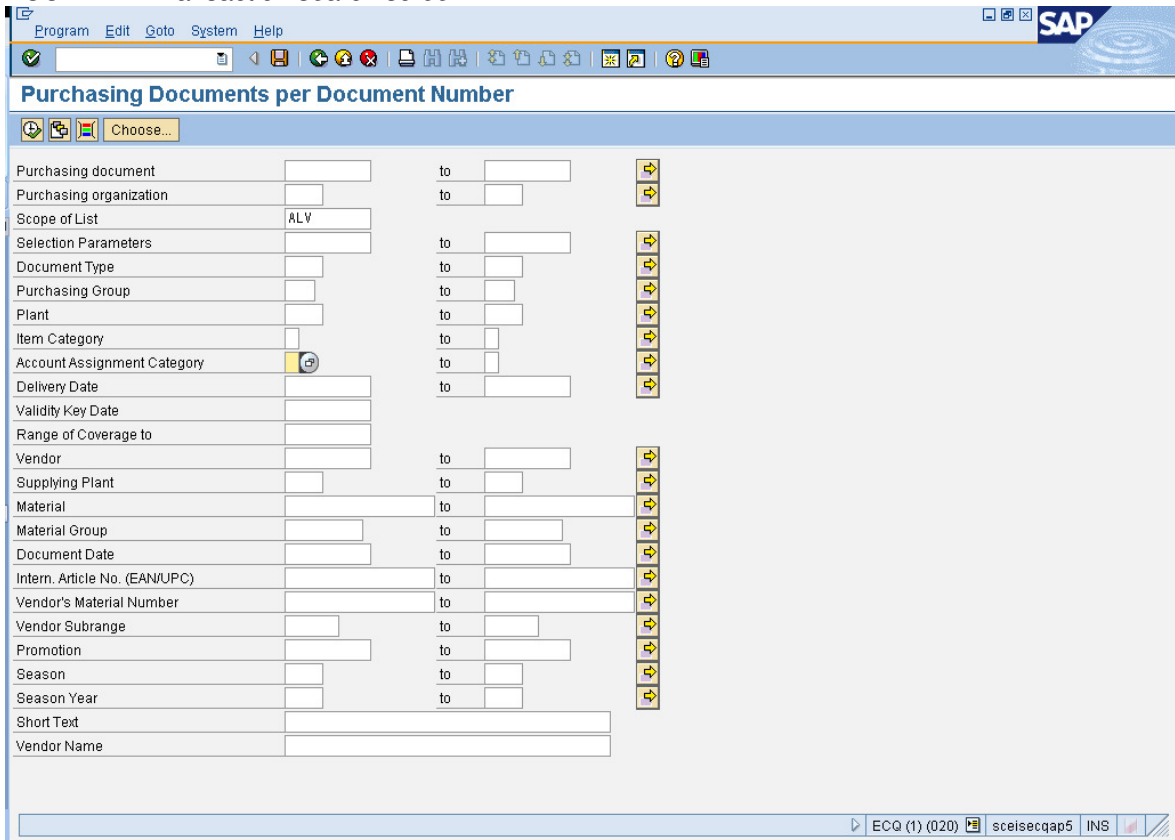 Program Edit Goto System Help
SAP
Purchasing Documents per Document Number
Choose...
Purchasing document to
Purchasing organization to
Scope of List ALV
Selection Parameters to
Document Type to
Purchasing Group to
Plant to
Item Category to
Account Assignment Category to
Delivery Date to
Validity Key Date
Range of Coverage to
Vendor to
Supplying Plant to
Material to
Material Group to
Document Date to
Intern. Article No. (EAN/UPC) to
Vendor's Material Number to
Vendor Subrange to
Promotion to
Season to
Season Year to
Short Text
Vendor Name
ECQ (1) (020) sceisecqap5 INS